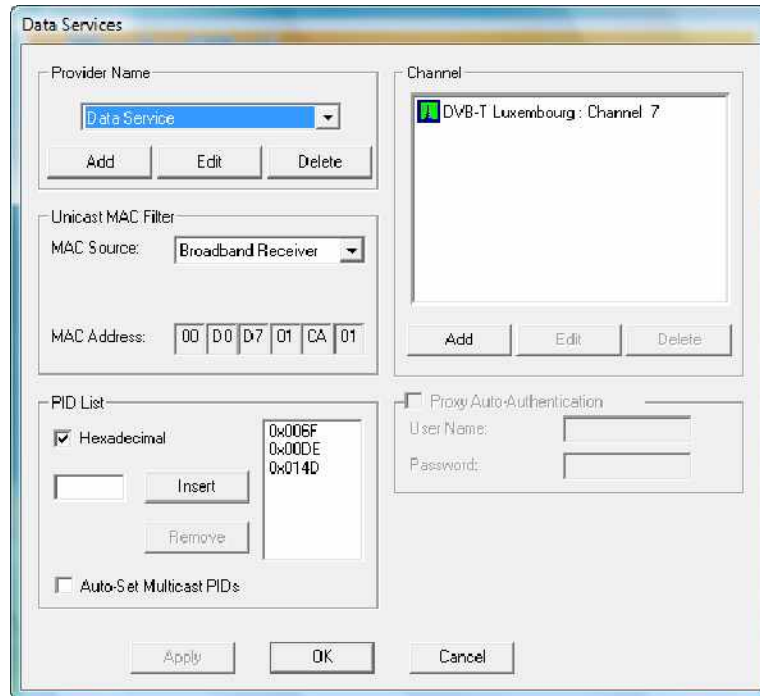 Data Services
Provider Name
Data Service
Add Edit Delete
Unicast MAC Filter
MAC Source: Broadband Receiver
MAC Address: 00 D0 D7 01 CA 01
PID List
Hexadecimal
Insert
Remove
0x006F
0x00DE
0x014D
Auto-Set Multicast PIDs
Channel
DVB-T Luxembourg : Channel 7
Add Edit Delete
Proxy Auto-Authentication
User Name:
Password:
Apply OK Cancel